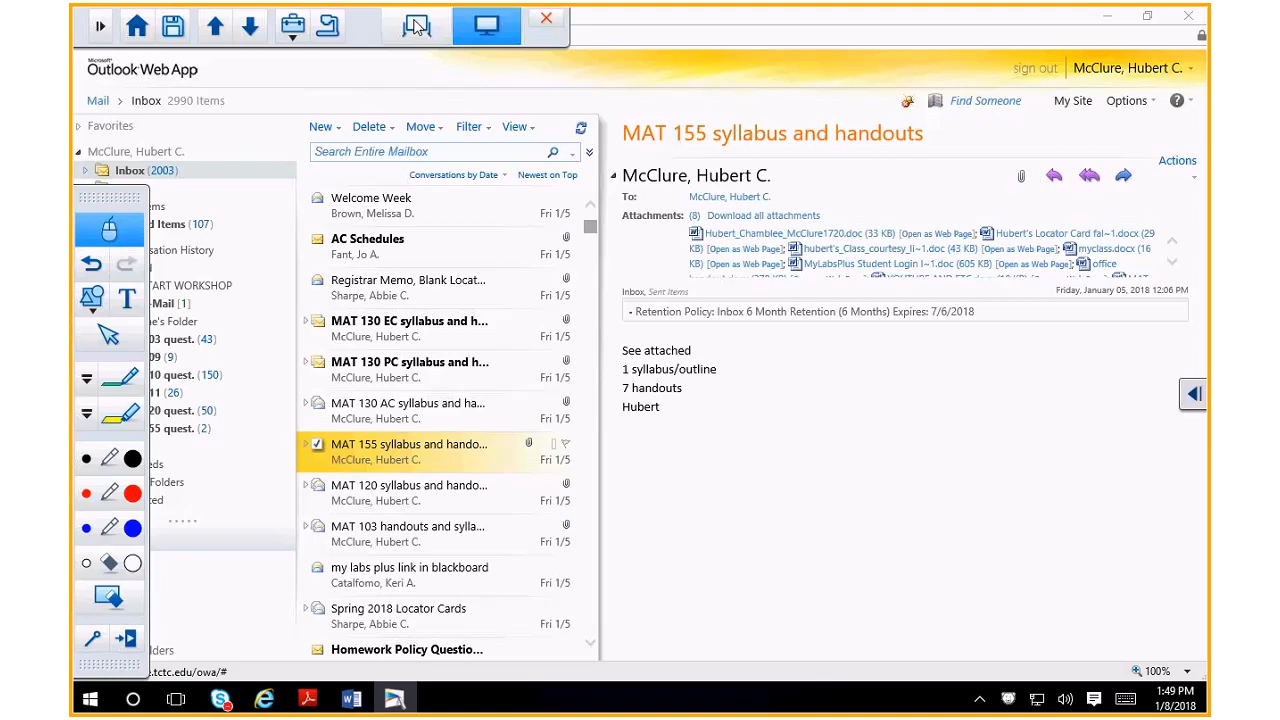 Microsoft
Outlook Web App
sign out McClure, Hubert C.
Mail > Inbox 2990 Items
Find Someone My Site Options
Favorites
McClure, Hubert C.
Inbox (2003)
ems
d Items (107)
sation History
l
START WORKSHOP
-Mail [1]
ne's Folder
03 quest. (43)
09 (9)
10 quest. (150)
11 (26)
20 quest. (50)
55 quest. (2)
eds
Folders
ted
lders
New Delete Move Filter View
Search Entire Mailbox
Conversations by Date Newest on Top
Welcome Week
Brown, Melissa D. Fri 1/5
AC Schedules
Fant, Jo A. Fri 1/5
Registrar Memo, Blank Locat...
Sharpe, Abbie C. Fri 1/5
MAT 130 EC syllabus and h...
McClure, Hubert C. Fri 1/5
MAT 130 PC syllabus and h...
McClure, Hubert C. Fri 1/5
MAT 130 AC syllabus and ha...
McClure, Hubert C. Fri 1/5
MAT 155 syllabus and hando...
McClure, Hubert C. Fri 1/5
MAT 120 syllabus and hando...
McClure, Hubert C. Fri 1/5
MAT 103 handouts and sylla...
McClure, Hubert C. Fri 1/5
my labs plus link in blackboard
Catalfomo, Keri A. Fri 1/5
Spring 2018 Locator Cards
Sharpe, Abbie C. Fri 1/5
Homework Policy Questio...
MAT 155 syllabus and handouts
Actions
McClure, Hubert C.
To: McClure, Hubert C.
Attachments: (8) Download all attachments
Hubert_Chamblee_McClure1720.doc (33 KB) [Open as Web Page]; Hubert's Locator Card fal~1.docx (29
KB) [Open as Web Page]; hubert's_Class_courtesy_li~1.doc (43 KB) [Open as Web Page]; myclass.docx (16
KB) [Open as Web Page]; MyLabsPlus Student Login I~1.doc (605 KB) [Open as Web Page]; office
Inbox, Sent Items Friday, January 05, 2018 12:06 PM
- Retention Policy: Inbox 6 Month Retention (6 Months) Expires: 7/6/2018
See attached
1 syllabus/outline
7 handouts
Hubert
T
e.tctc.edu/owa/#
100%
1:49 PM
1/8/2018